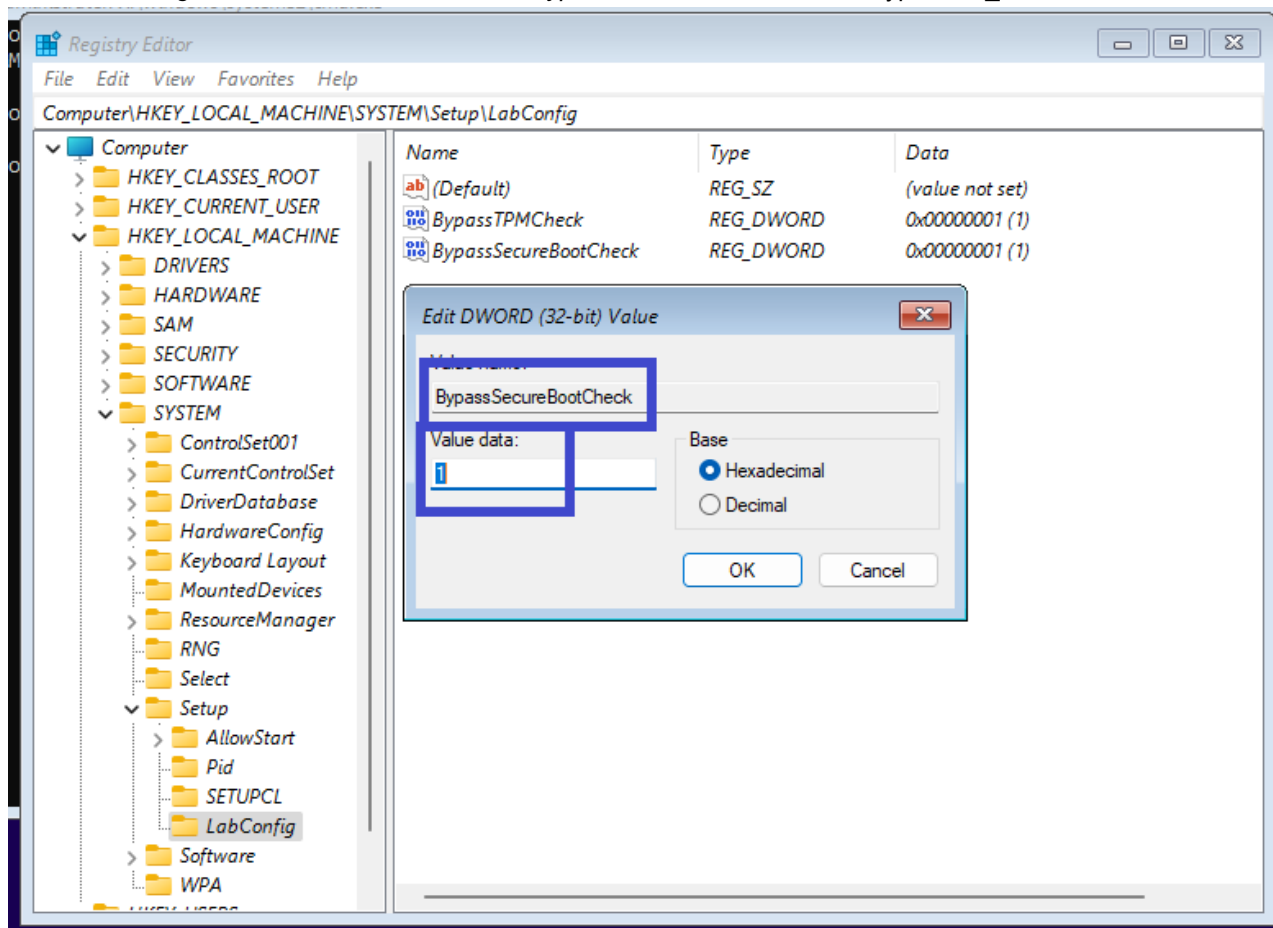 Registry Editor
File Edit View Favorites Help
Computer\HKEY_LOCAL_MACHINE\SYSTEM\Setup\LabConfig
Computer
HKEY_CLASSES_ROOT
HKEY_CURRENT_USER
HKEY_LOCAL_MACHINE
DRIVERS
HARDWARE
SAM
SECURITY
SOFTWARE
SYSTEM
ControlSet001
CurrentControlSet
DriverDatabase
HardwareConfig
Keyboard Layout
MountedDevices
ResourceManager
RNG
Select
Setup
AllowStart
Pid
SETUPCL
LabConfig
Software
WPA
Name Type Data
(Default) REG_SZ (value not set)
BypassTPMCheck REG_DWORD 0x00000001 (1)
BypassSecureBootCheck REG_DWORD 0x00000001 (1)
Edit DWORD (32-bit) Value
BypassSecureBootCheck
Value data:
1
Base
Hexadecimal
Decimal
OK Cancel